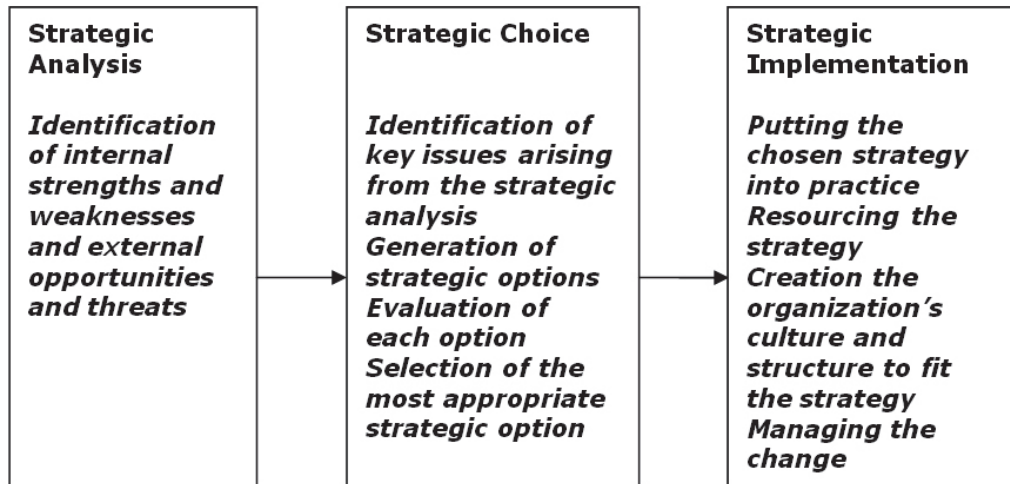 Strategic
Analysis
Identification
of internal
strengths and
weaknesses
and external
opportunities
and threats
Strategic Choice
Identification of
key issues arising
from the strategic
analysis
Generation of
strategic options
Evaluation of
each option
Selection of the
most appropriate
strategic option
Strategic
Implementation
Putting the
chosen strategy
into practice
Resourcing the
strategy
Creation the
organization's
culture and
structure to fit
the strategy
Managing the
change